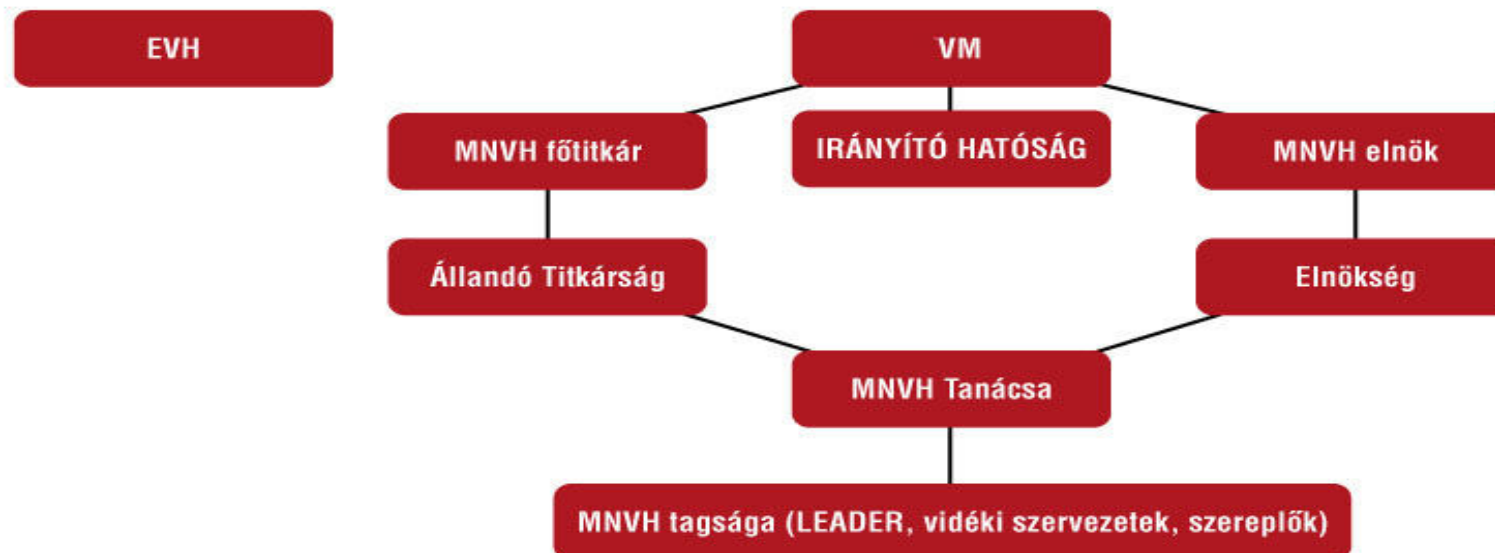 EVH
VM
MNVH főtitkár
IRÁNYÍTÓ HATÓSÁG
MNVH elnök
Állandó Titkárság
Elnökség
MNVH Tanácsa
MNVH tagsága (LEADER, vidéki szervezetek, szereplők)